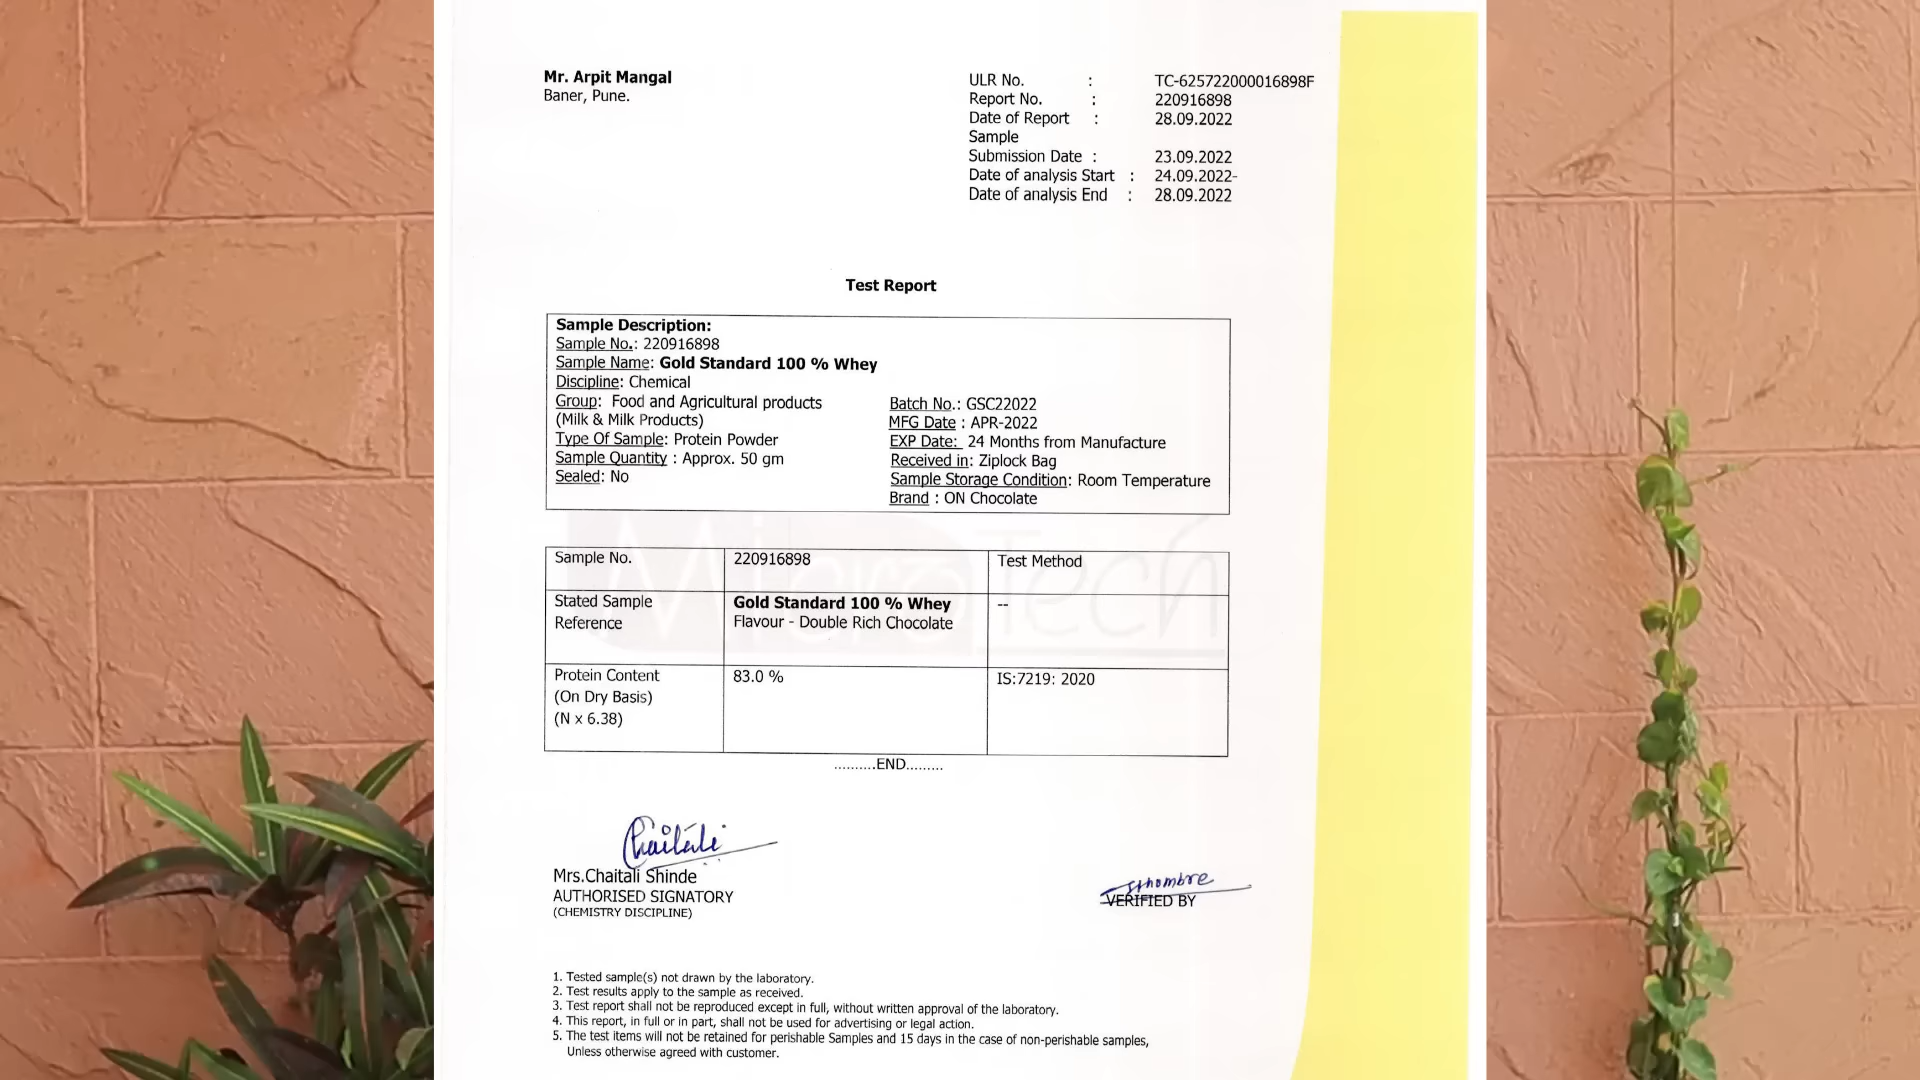 Mr. Arpit Mangal
Baner, Pune.
ULR No. : TC-625722000016898F
Report No. : 220916898
Date of Report : 28.09.2022
Sample
Submission Date : 23.09.2022
Date of analysis Start : 24.09.2022-
Date of analysis End : 28.09.2022
Test Report
Sample Description:
Sample No.: 220916898
Sample Name: Gold Standard 100 % Whey
Discipline: Chemical
Group: Food and Agricultural products
(Milk & Milk Products)
Type Of Sample: Protein Powder
Sample Quantity : Approx. 50 gm
Sealed: No
Batch No.: GSC22022
MFG Date : APR-2022
EXP Date: 24 Months from Manufacture
Received in: Ziplock Bag
Sample Storage Condition: Room Temperature
Brand : ON Chocolate
MicroTech
Sample No. 220916898 Test Method
Stated Sample Gold Standard 100 % Whey --
Reference Flavour - Double Rich Chocolate
Protein Content 83.0 % IS:7219: 2020
(On Dry Basis)
(N x 6.38)
..........END.........
Chaitali
Mrs.Chaitali Shinde
AUTHORISED SIGNATORY
(CHEMISTRY DISCIPLINE)
VERIFIED BY
1. Tested sample(s) not drawn by the laboratory.
2. Test results apply to the sample as received.
3. Test report shall not be reproduced except in full, without written approval of the laboratory.
4. This report, in full or in part, shall not be used for advertising or legal action.
5. The test items will not be retained for perishable Samples and 15 days in the case of non-perishable samples,
Unless otherwise agreed with customer.